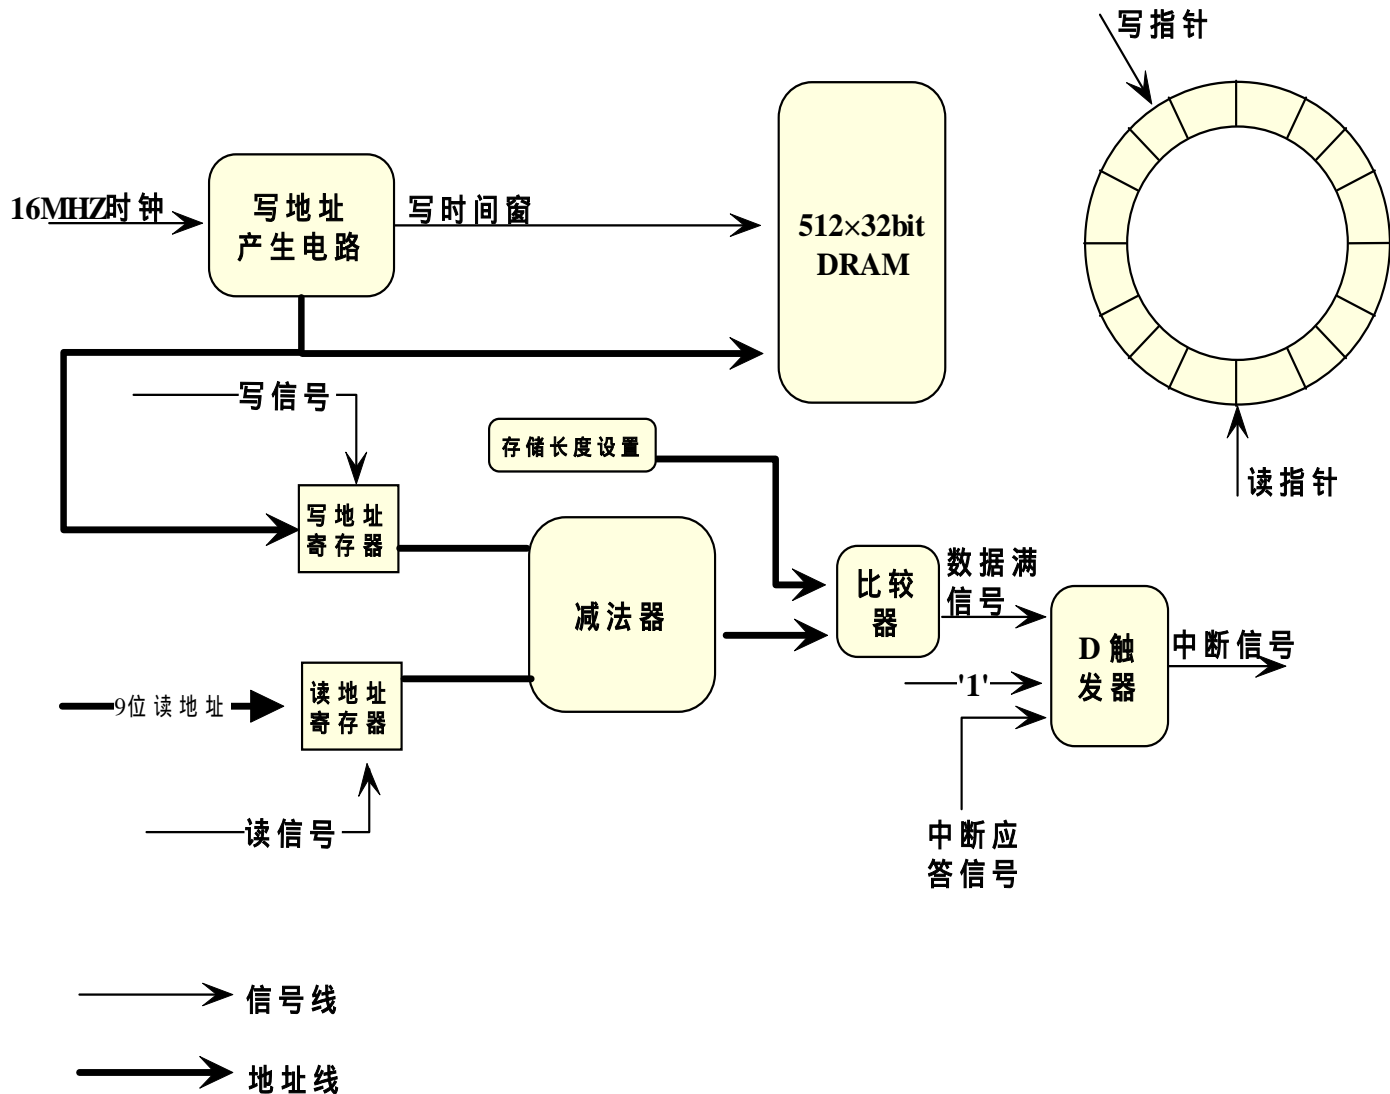 写指针
16MHZ时钟
写地址
产生电路
写时间窗
512×32bit
DRAM
写信号
存储长度设置
读指针
写地址
寄存器
减法器
比较
器
数据满
信号
D触
发器
中断信号
'1'
9位读地址
读地址
寄存器
读信号
中断应
答信号
信号线
地址线